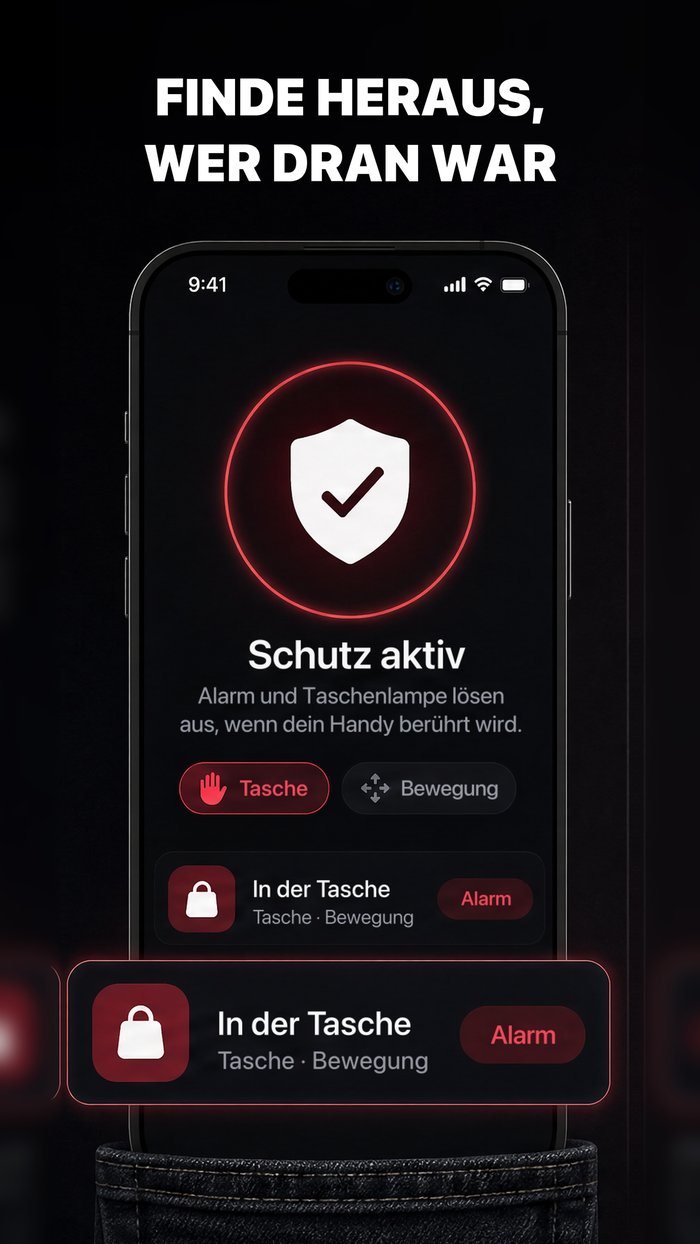 FINDE HERAUS,
WER DRAN WAR
9:41
Schutz aktiv
Alarm und Taschenlampe lösen
aus, wenn dein Handy berührt wird.
Tasche
Bewegung
In der Tasche
Alarm
Tasche · Bewegung
In der Tasche
Alarm
Tasche · Bewegung